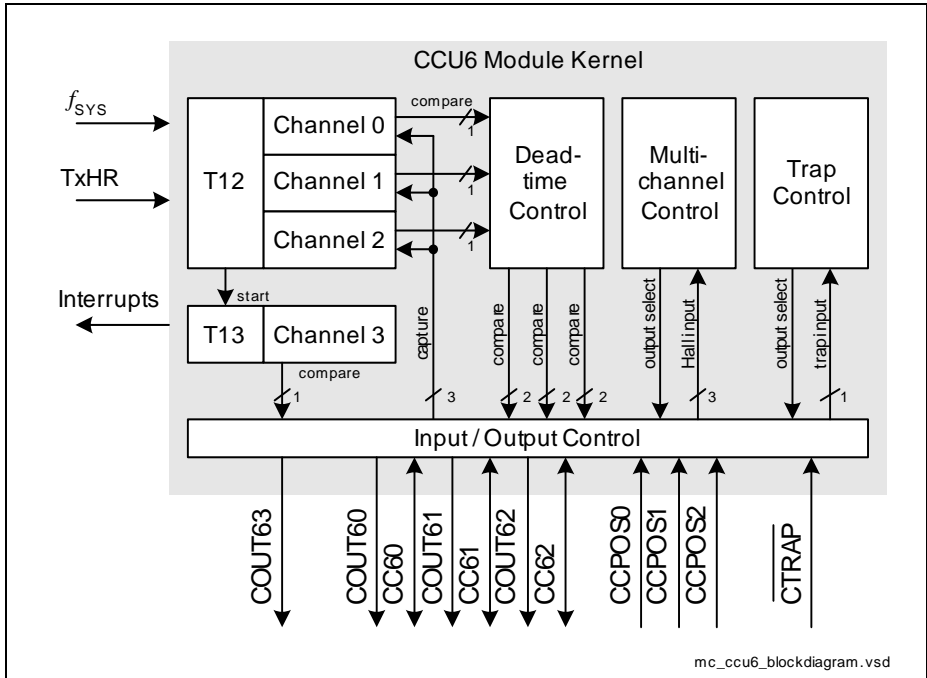 CCU6 Module Kernel
f SYS
TxHR
Interrupts
T12
Channel 0
Channel 1
Channel 2
compare
1
1
1
Dead-
time
Control
Multi-
channel
Control
Trap
Control
start
T13
Channel 3
compare
1
capture
3
compare
2
compare
2
compare
2
output select
Hall input
3
output select
trap input
1
Input / Output Control
COUT63
COUT60
CC60
COUT61
CC61
COUT62
CC62
CCPOS0
CCPOS1
CCPOS2
CTRAP
mc_ccu6_blockdiagram.vsd